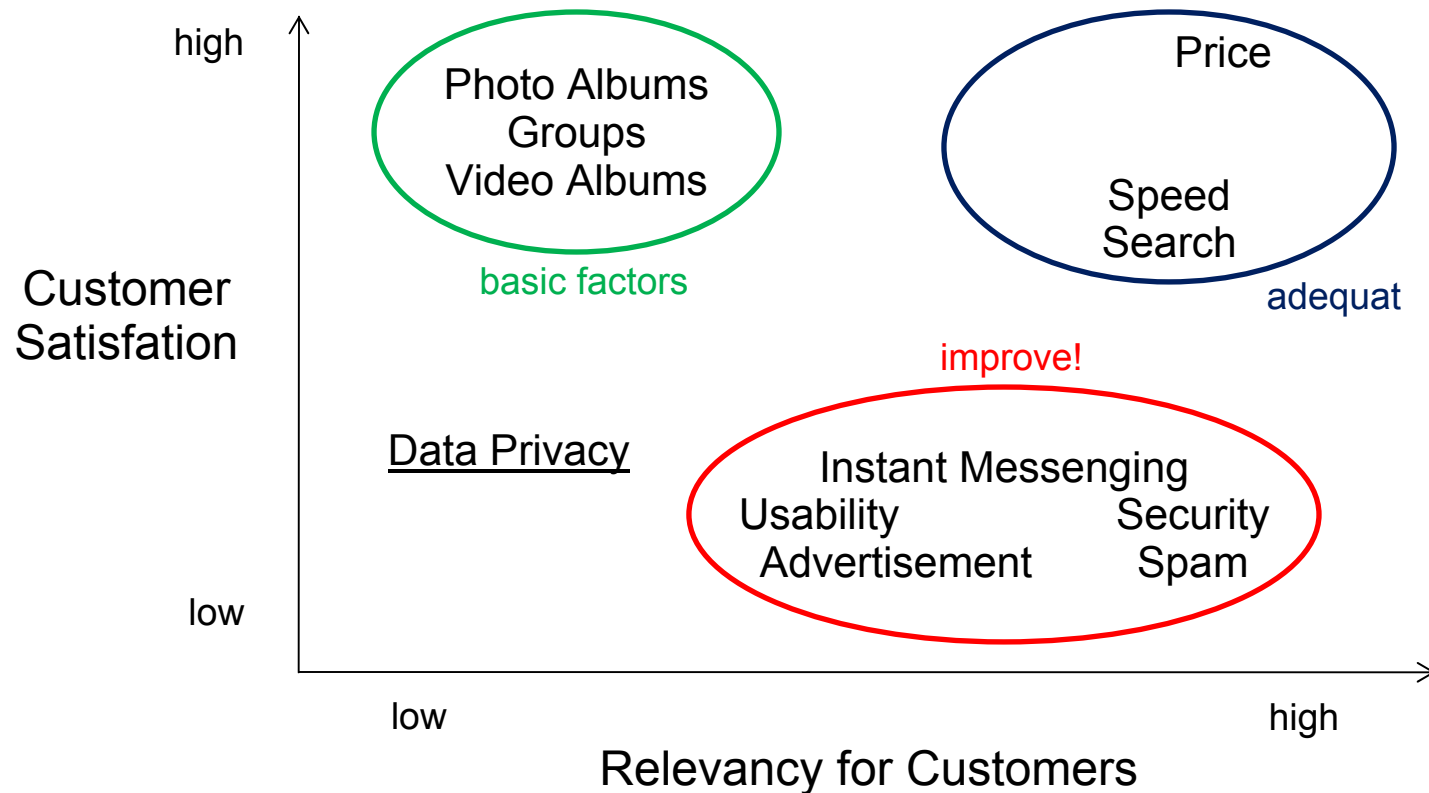 high
Photo Albums
Groups
Video Albums
basic factors
Price
Speed
Search
adequat
Customer
Satisfation
improve!
Data Privacy
Instant Messenging
Usability Security
Advertisement Spam
low
low high
Relevancy for Customers